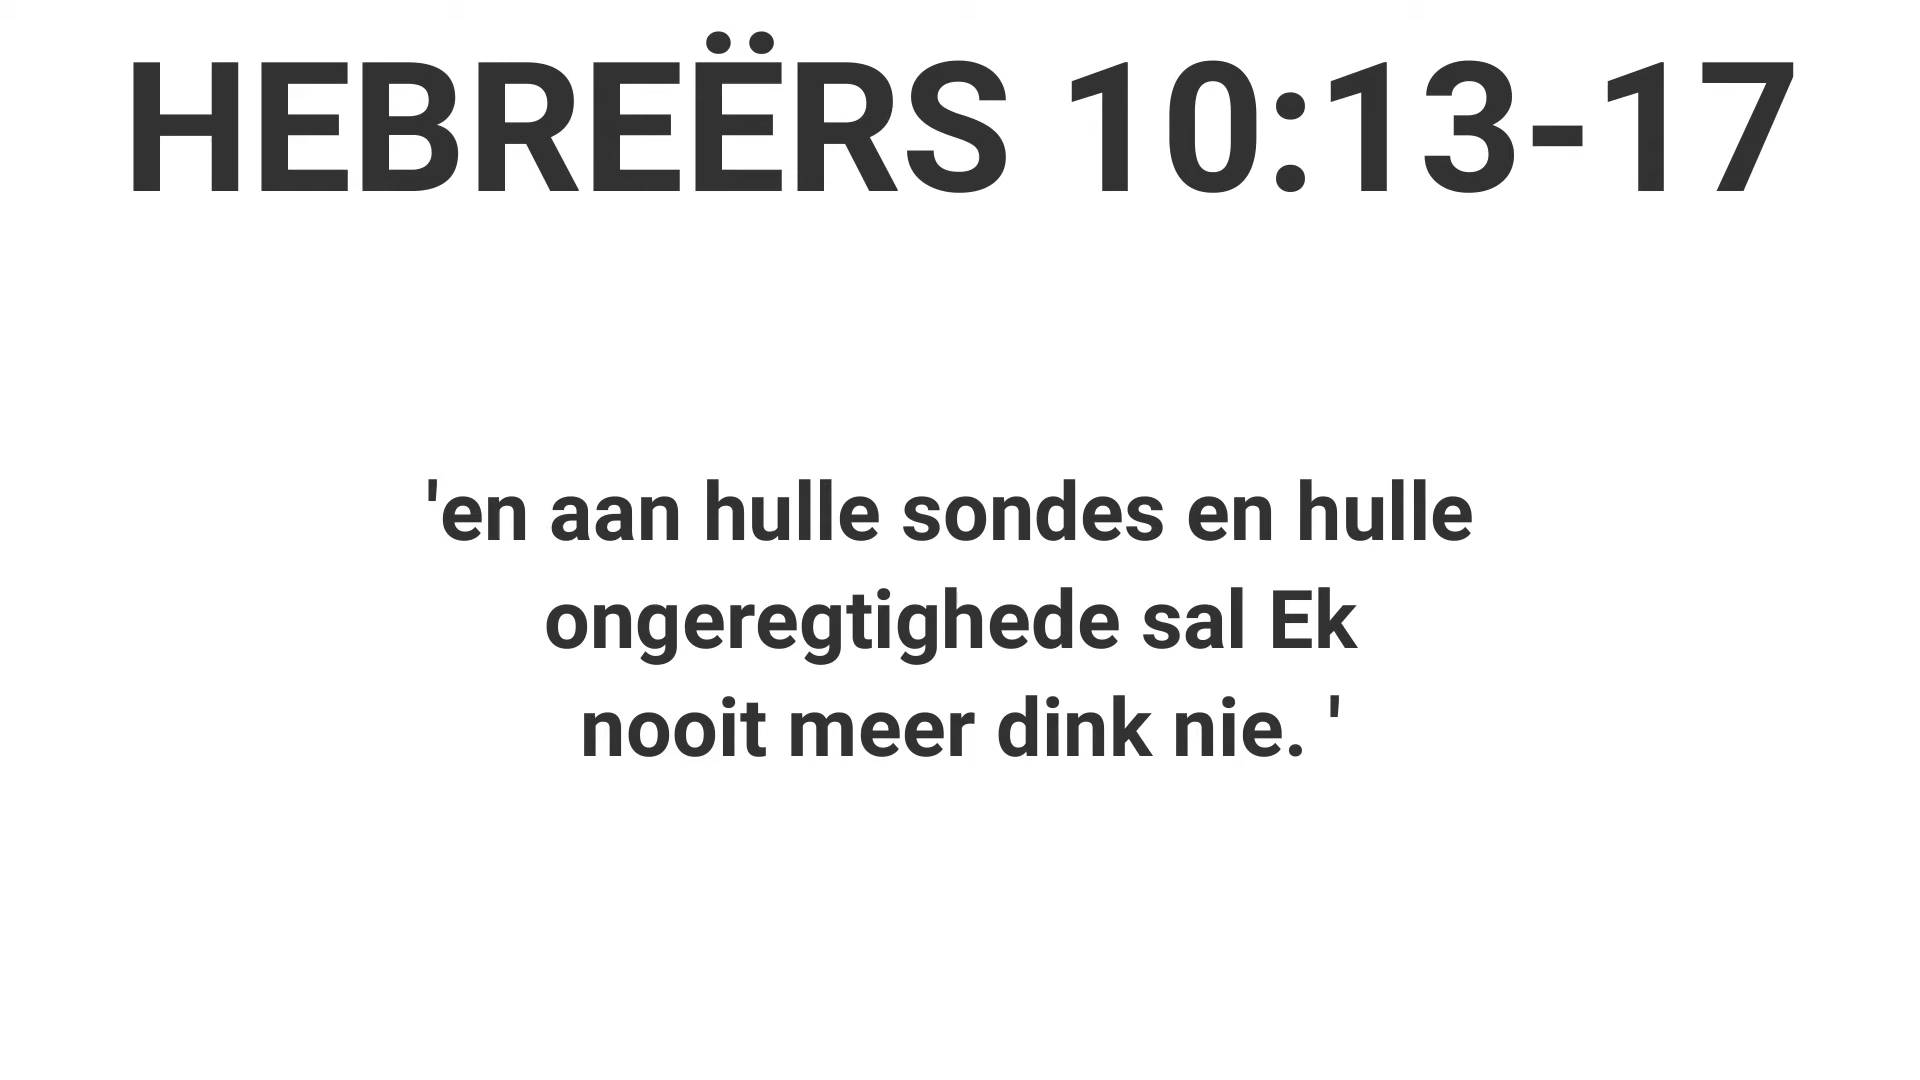 HEBREËRS 10:13-17
'en aan hulle sondes en hulle
ongeregtighede sal Ek
nooit meer dink nie. '